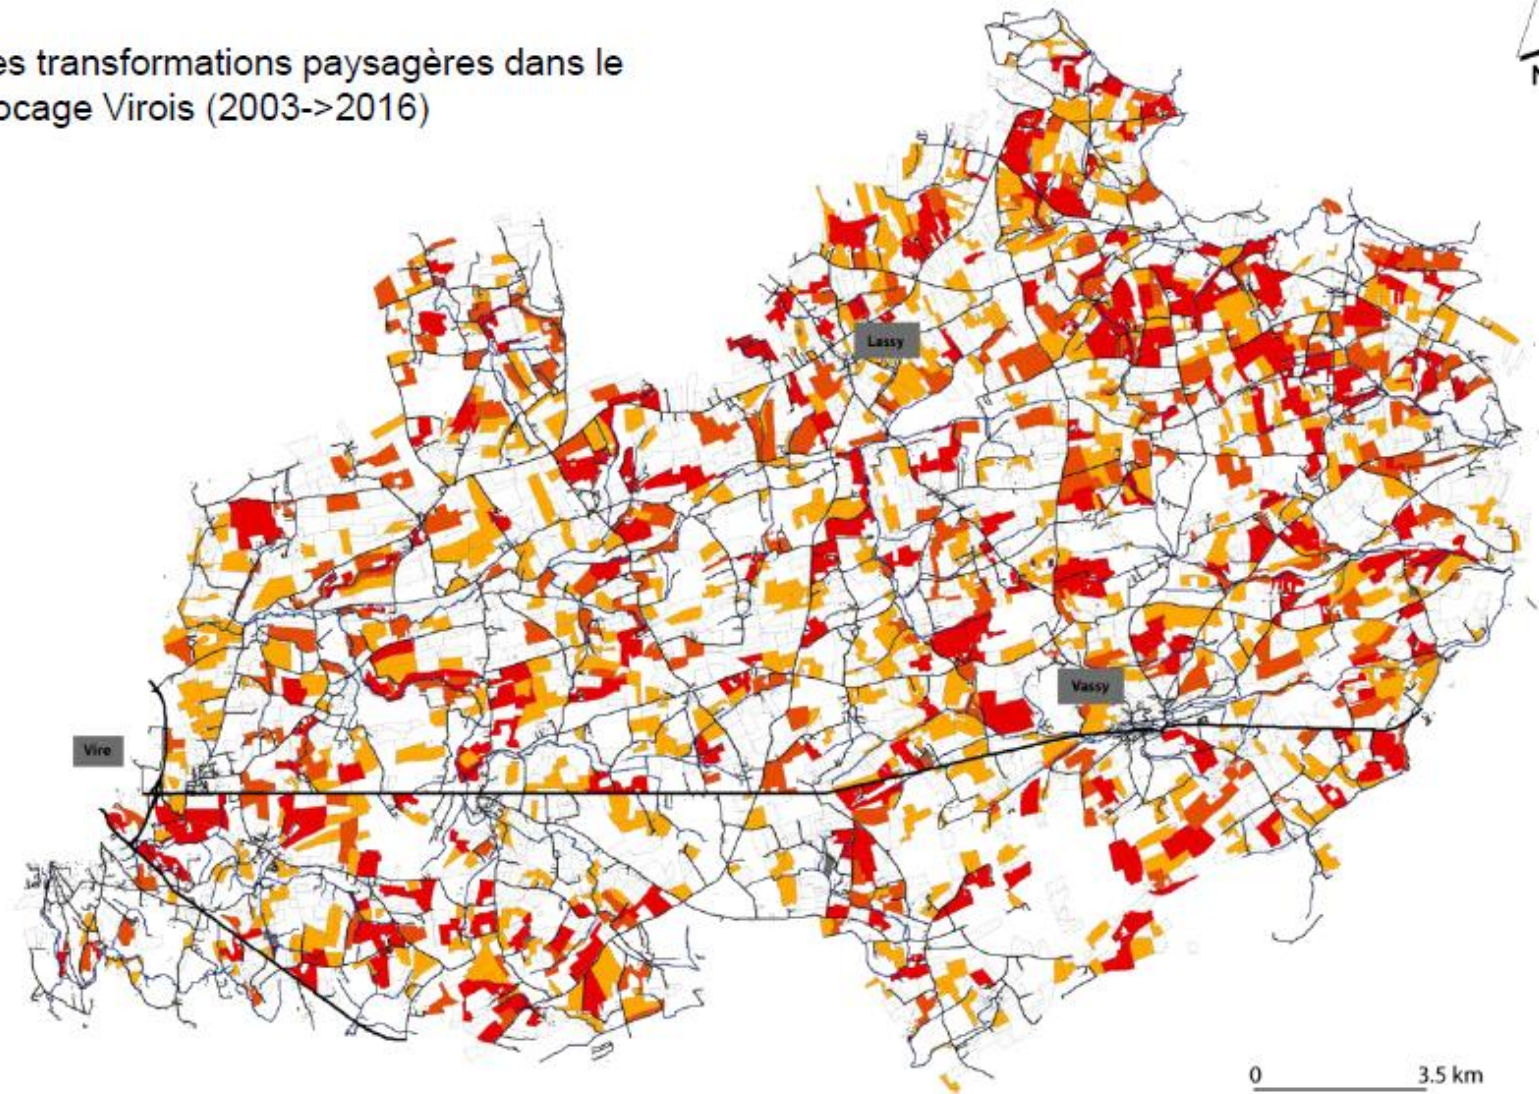 es transformations paysagères dans le
ocage Virois (2003->2016)
N
Lassy
Vassy
Vire
0 3.5 km